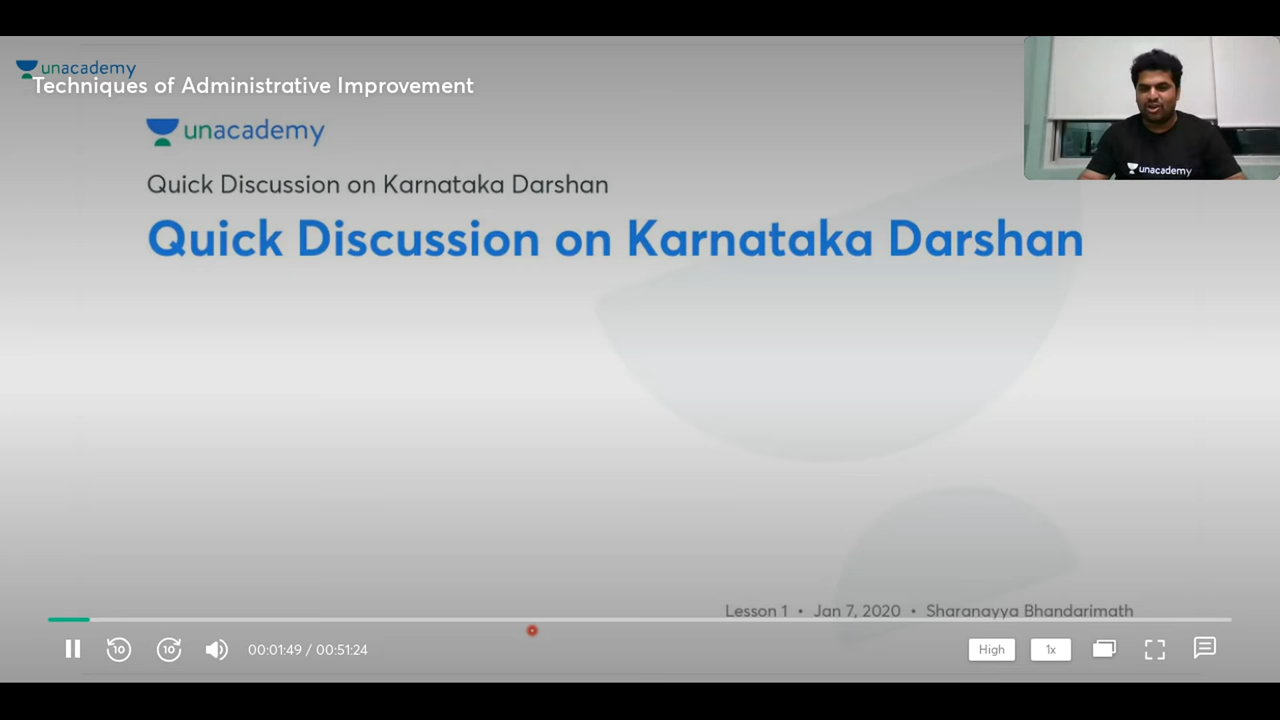 unacademy
Techniques of Administrative Improvement
unacademy
Quick Discussion on Karnataka Darshan
Quick Discussion on Karnataka Darshan
unacademy
Lesson 1 • Jan 7, 2020 • Sharanayya Bhandarimath
10 10 00:01:49 / 00:51:24 High 1x